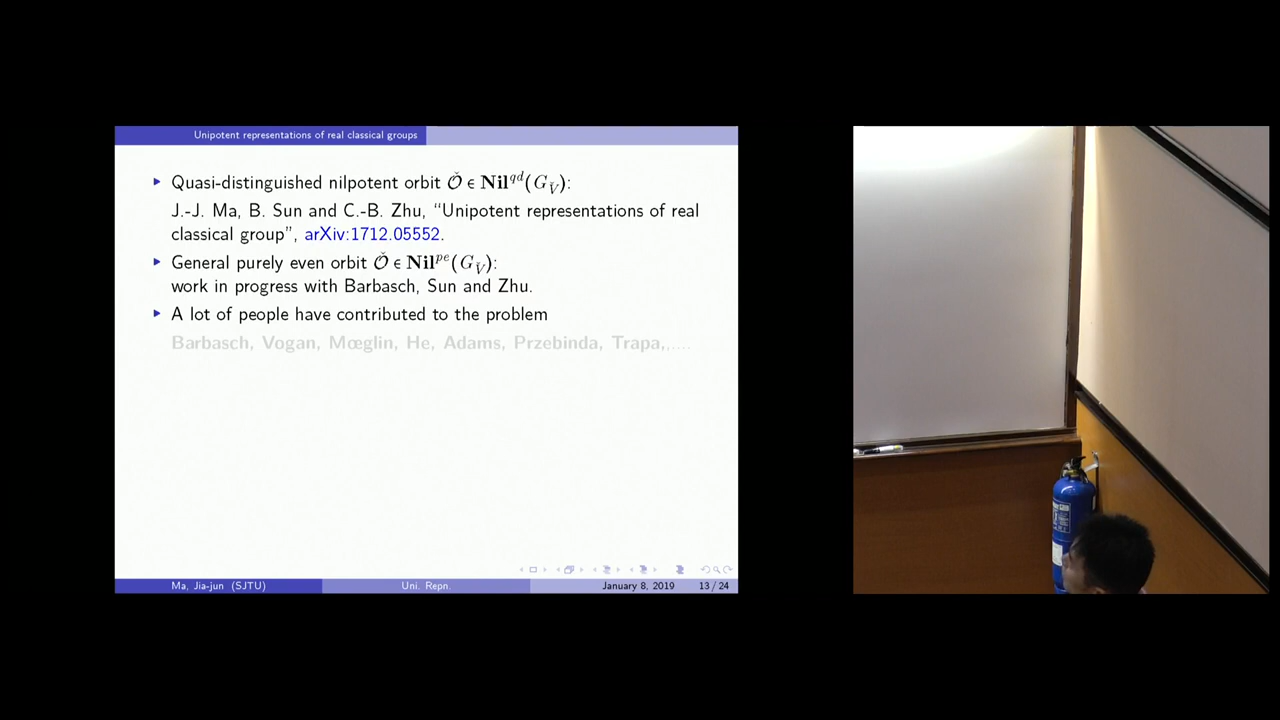 Unipotent representations of real classical groups
▸ Quasi-distinguished nilpotent orbit Ǒ ∈ Nil^{qd}(G_{V̌}):
J.-J. Ma, B. Sun and C.-B. Zhu, “Unipotent representations of real
classical group”, arXiv:1712.05552.
▸ General purely even orbit Ǒ ∈ Nil^{pe}(G_{V̌}):
work in progress with Barbasch, Sun and Zhu.
▸ A lot of people have contributed to the problem
Barbasch, Vogan, Mœglin, He, Adams, Przebinda, Trapa,,....
Ma, Jia-jun (SJTU) Uni. Repn. January 8, 2019 13 / 24